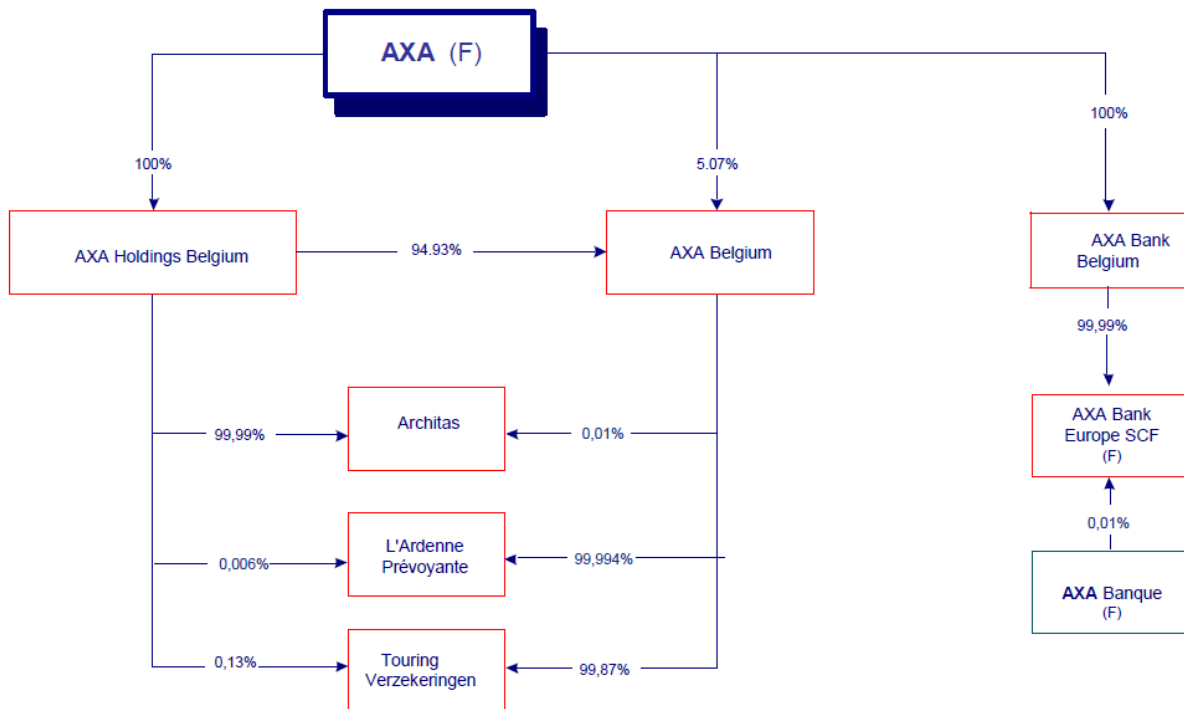 AXA (F)
100%
5.07%
100%
AXA Holdings Belgium
94.93%
AXA Belgium
AXA Bank
Belgium
99,99%
99,99%
Architas
0,01%
AXA Bank
Europe SCF
(F)
0,01%
0,006%
L'Ardenne
Prévoyante
99,994%
AXA Banque
(F)
0,13%
Touring
Verzekeringen
99,87%